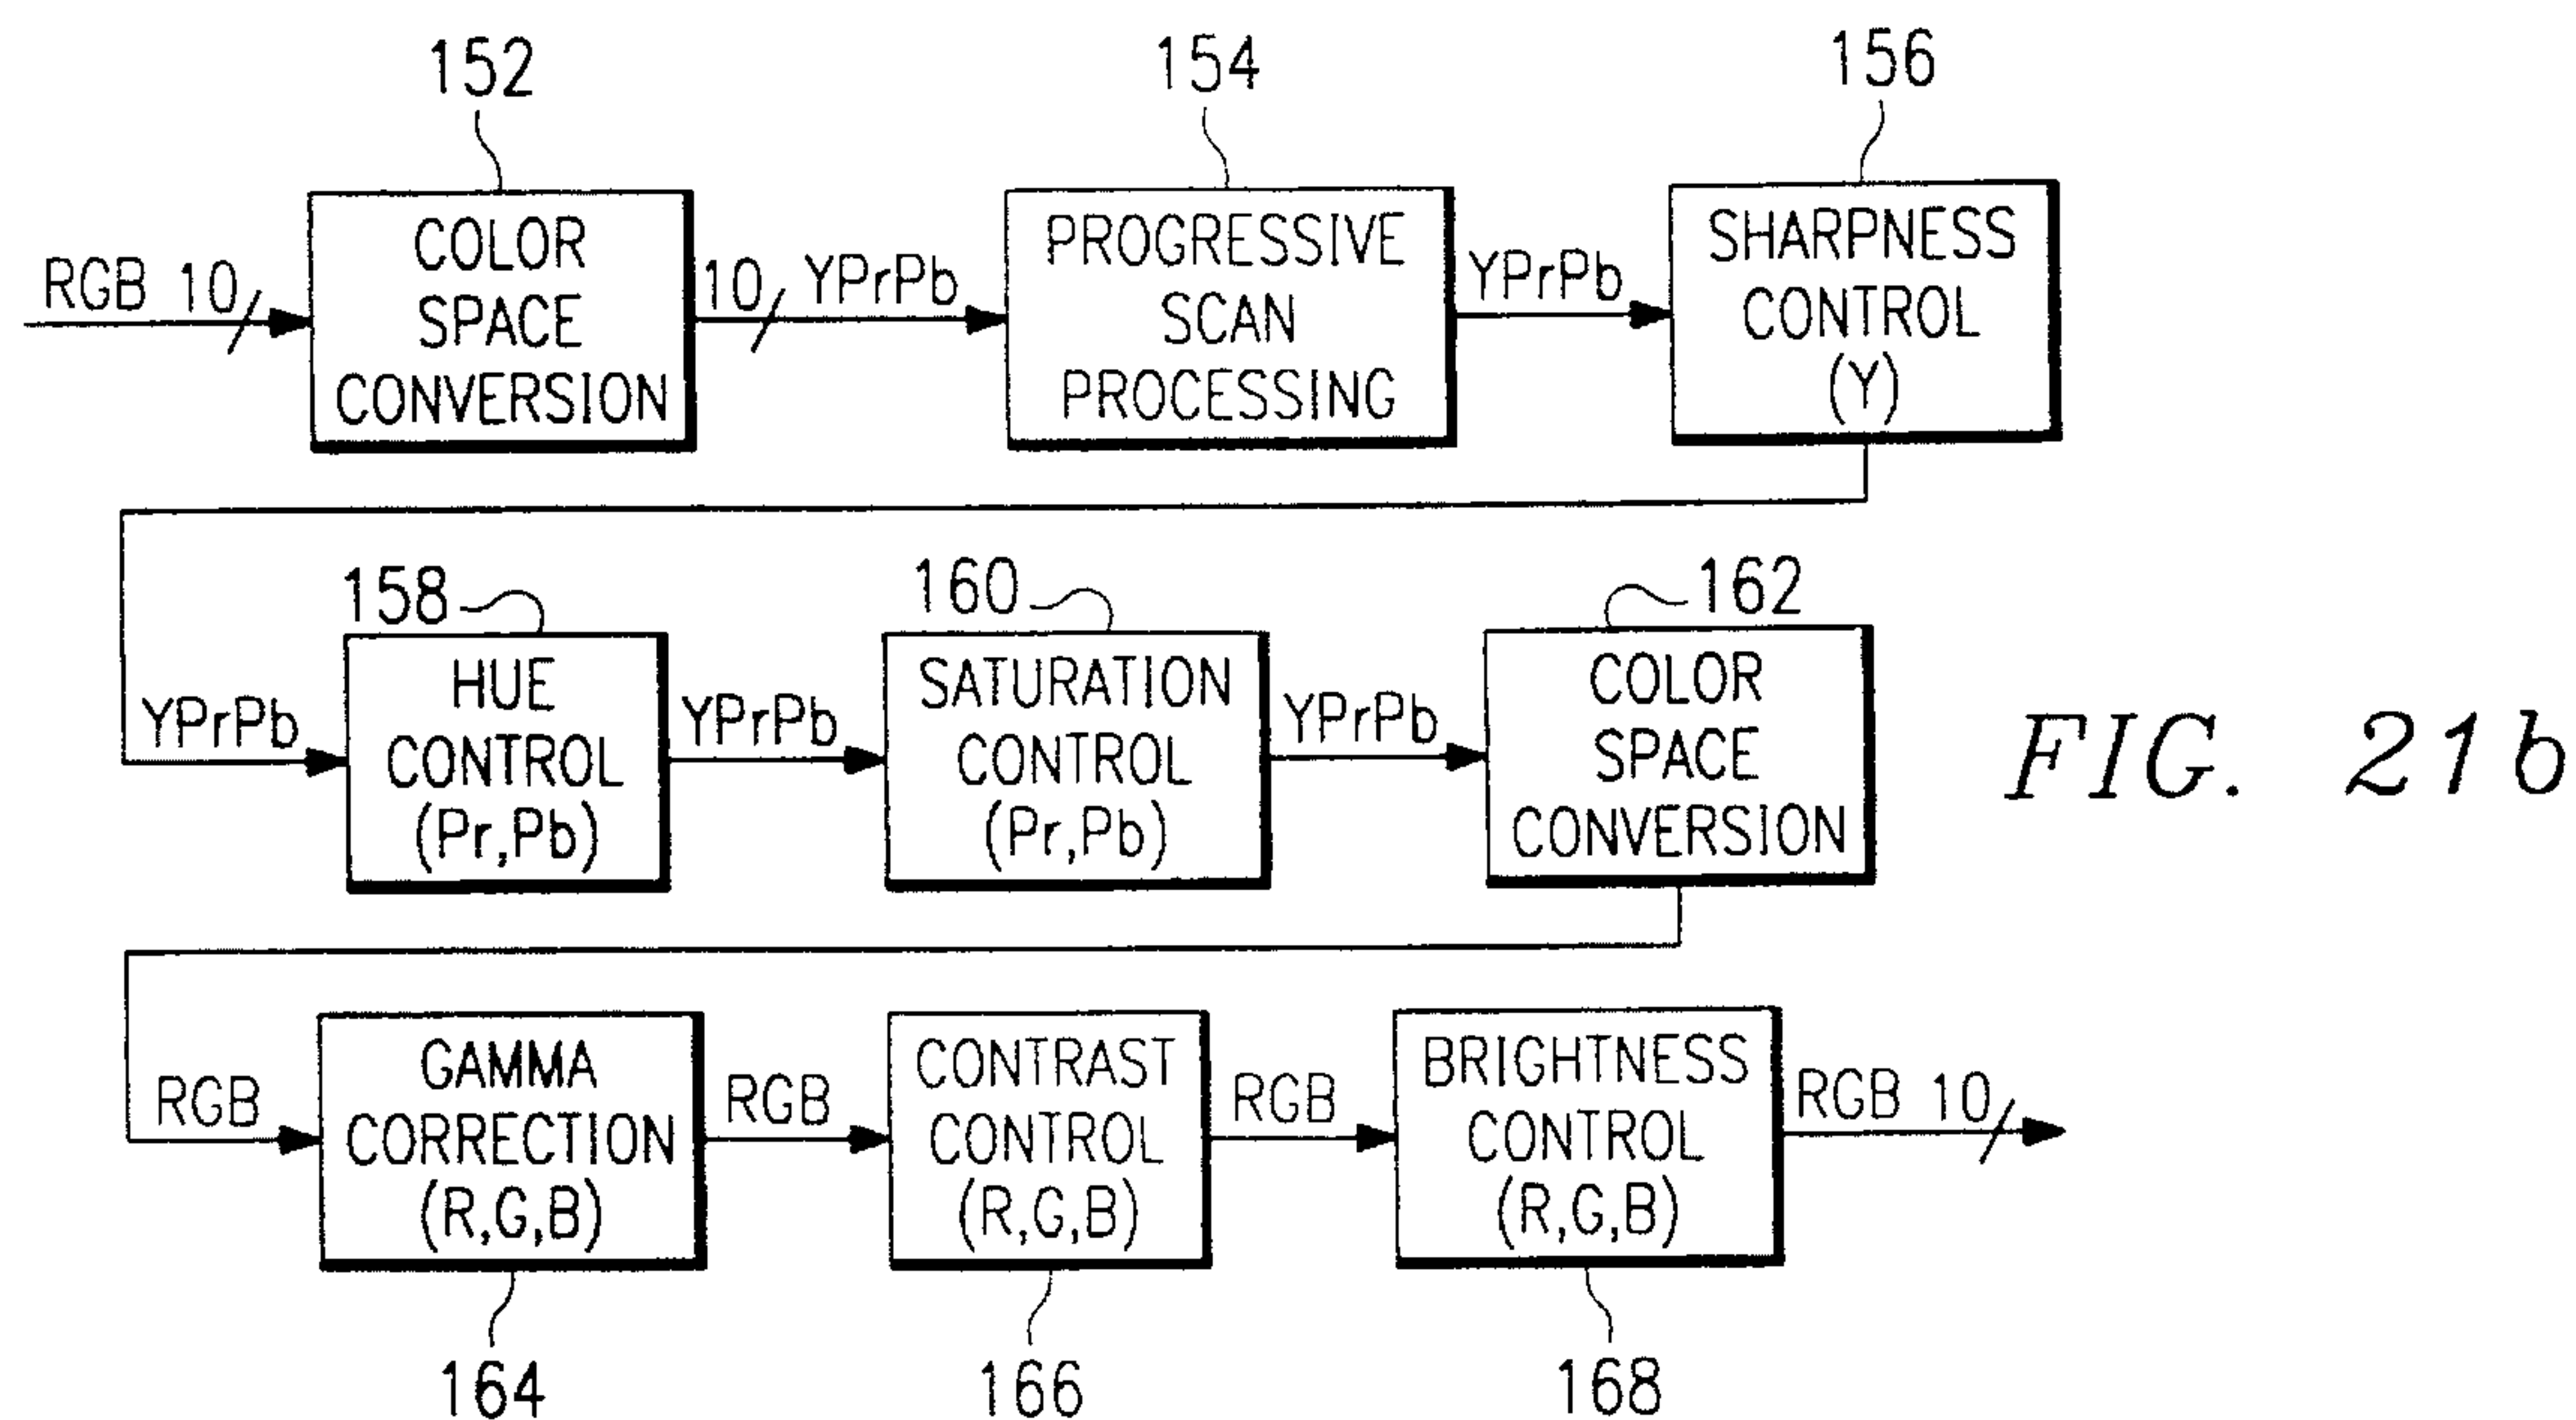 152
154
156
RGB 10
COLOR
SPACE
CONVERSION
10 YPrPb
PROGRESSIVE
SCAN
PROCESSING
YPrPb
SHARPNESS
CONTROL
(Y)
158
160
162
YPrPb
HUE
CONTROL
(Pr,Pb)
YPrPb
SATURATION
CONTROL
(Pr,Pb)
YPrPb
COLOR
SPACE
CONVERSION
FIG. 21b
RGB
GAMMA
CORRECTION
(R,G,B)
RGB
CONTRAST
CONTROL
(R,G,B)
RGB
BRIGHTNESS
CONTROL
(R,G,B)
RGB 10
164
166
168